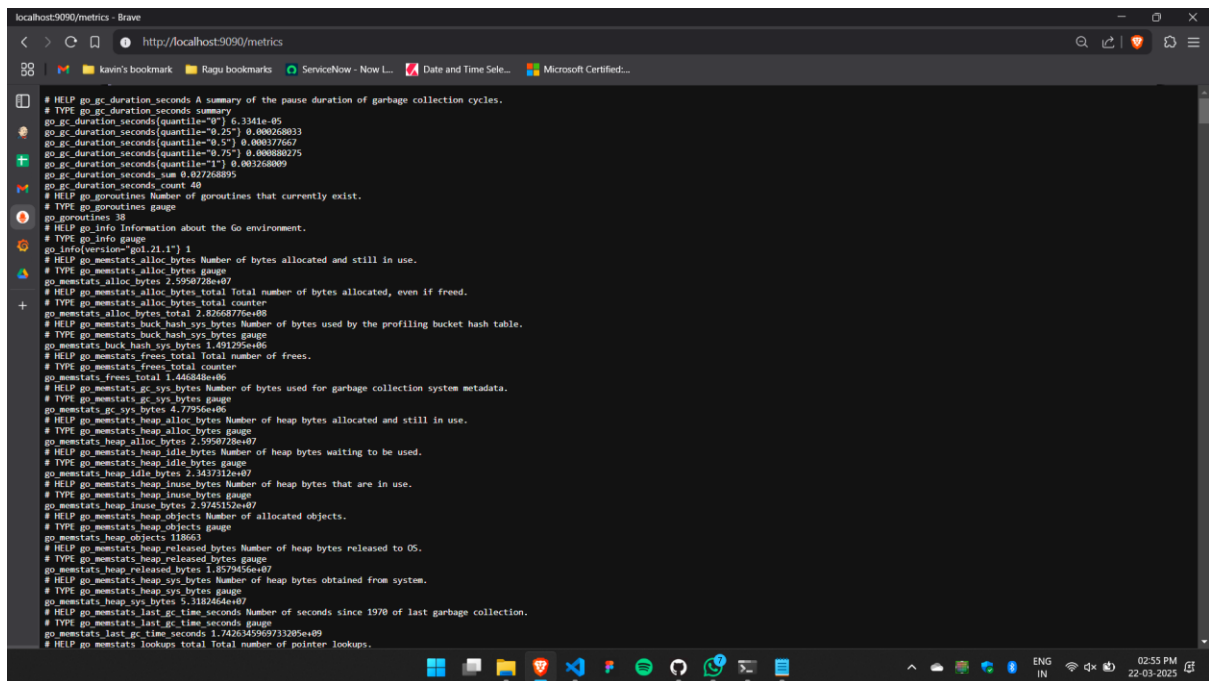 localhost:9090/metrics - Brave
http://localhost:9090/metrics
kavin's bookmark Ragu bookmarks ServiceNow - Now L... Date and Time Sele... Microsoft Certified:...
# HELP go_gc_duration_seconds A summary of the pause duration of garbage collection cycles.
# TYPE go_gc_duration_seconds summary
go_gc_duration_seconds{quantile="0"} 6.3341e-05
go_gc_duration_seconds{quantile="0.25"} 0.000268033
go_gc_duration_seconds{quantile="0.5"} 0.000377667
go_gc_duration_seconds{quantile="0.75"} 0.000880275
go_gc_duration_seconds{quantile="1"} 0.003268009
go_gc_duration_seconds_sum 0.027268895
go_gc_duration_seconds_count 40
# HELP go_goroutines Number of goroutines that currently exist.
# TYPE go_goroutines gauge
go_goroutines 38
# HELP go_info Information about the Go environment.
# TYPE go_info gauge
go_info{version="go1.21.1"} 1
# HELP go_memstats_alloc_bytes Number of bytes allocated and still in use.
# TYPE go_memstats_alloc_bytes gauge
go_memstats_alloc_bytes 2.5950728e+07
# HELP go_memstats_alloc_bytes_total Total number of bytes allocated, even if freed.
# TYPE go_memstats_alloc_bytes_total counter
go_memstats_alloc_bytes_total 2.82668776e+08
# HELP go_memstats_buck_hash_sys_bytes Number of bytes used by the profiling bucket hash table.
# TYPE go_memstats_buck_hash_sys_bytes gauge
go_memstats_buck_hash_sys_bytes 1.491295e+06
# HELP go_memstats_frees_total Total number of frees.
# TYPE go_memstats_frees_total counter
go_memstats_frees_total 1.446848e+06
# HELP go_memstats_gc_sys_bytes Number of bytes used for garbage collection system metadata.
# TYPE go_memstats_gc_sys_bytes gauge
go_memstats_gc_sys_bytes 4.77956e+06
# HELP go_memstats_heap_alloc_bytes Number of heap bytes allocated and still in use.
# TYPE go_memstats_heap_alloc_bytes gauge
go_memstats_heap_alloc_bytes 2.5950728e+07
# HELP go_memstats_heap_idle_bytes Number of heap bytes waiting to be used.
# TYPE go_memstats_heap_idle_bytes gauge
go_memstats_heap_idle_bytes 2.3437312e+07
# HELP go_memstats_heap_inuse_bytes Number of heap bytes that are in use.
# TYPE go_memstats_heap_inuse_bytes gauge
go_memstats_heap_inuse_bytes 2.9745152e+07
# HELP go_memstats_heap_objects Number of allocated objects.
# TYPE go_memstats_heap_objects gauge
go_memstats_heap_objects 118663
# HELP go_memstats_heap_released_bytes Number of heap bytes released to OS.
# TYPE go_memstats_heap_released_bytes gauge
go_memstats_heap_released_bytes 1.8579456e+07
# HELP go_memstats_heap_sys_bytes Number of heap bytes obtained from system.
# TYPE go_memstats_heap_sys_bytes gauge
go_memstats_heap_sys_bytes 5.3182464e+07
# HELP go_memstats_last_gc_time_seconds Number of seconds since 1970 of last garbage collection.
# TYPE go_memstats_last_gc_time_seconds gauge
go_memstats_last_gc_time_seconds 1.7426345969733205e+09
# HELP go_memstats_lookups_total Total number of pointer lookups.
ENG 02:55 PM
IN 22-03-2025